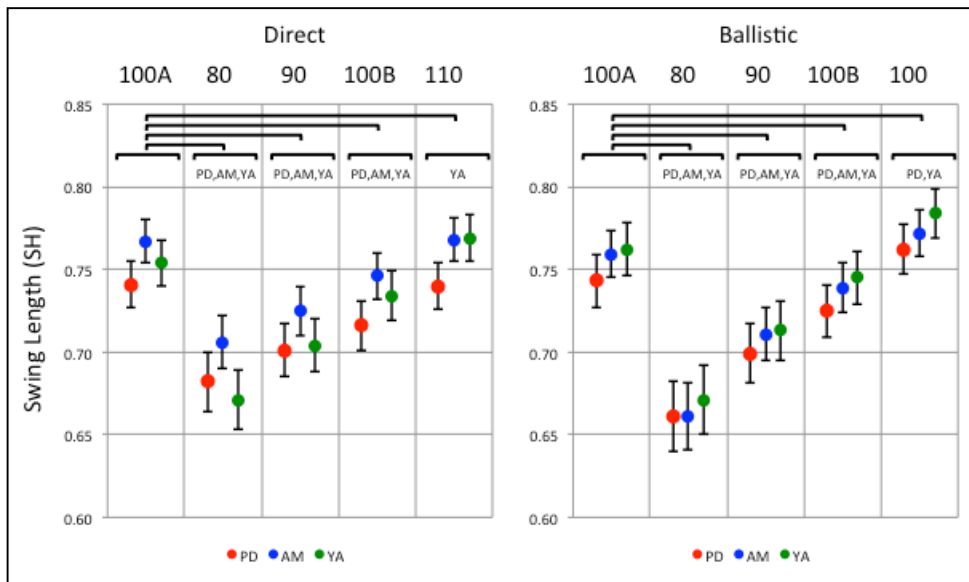 Direct
100A 80 90 100B 110
0.85
0.80
0.75
0.70
0.65
0.60
Swing Length (SH)
PD,AM,YA PD,AM,YA PD,AM,YA YA
PD AM YA
Ballistic
100A 80 90 100B 100
0.85
0.80
0.75
0.70
0.65
0.60
PD,AM,YA PD,AM,YA PD,AM,YA PD,YA
PD AM YA